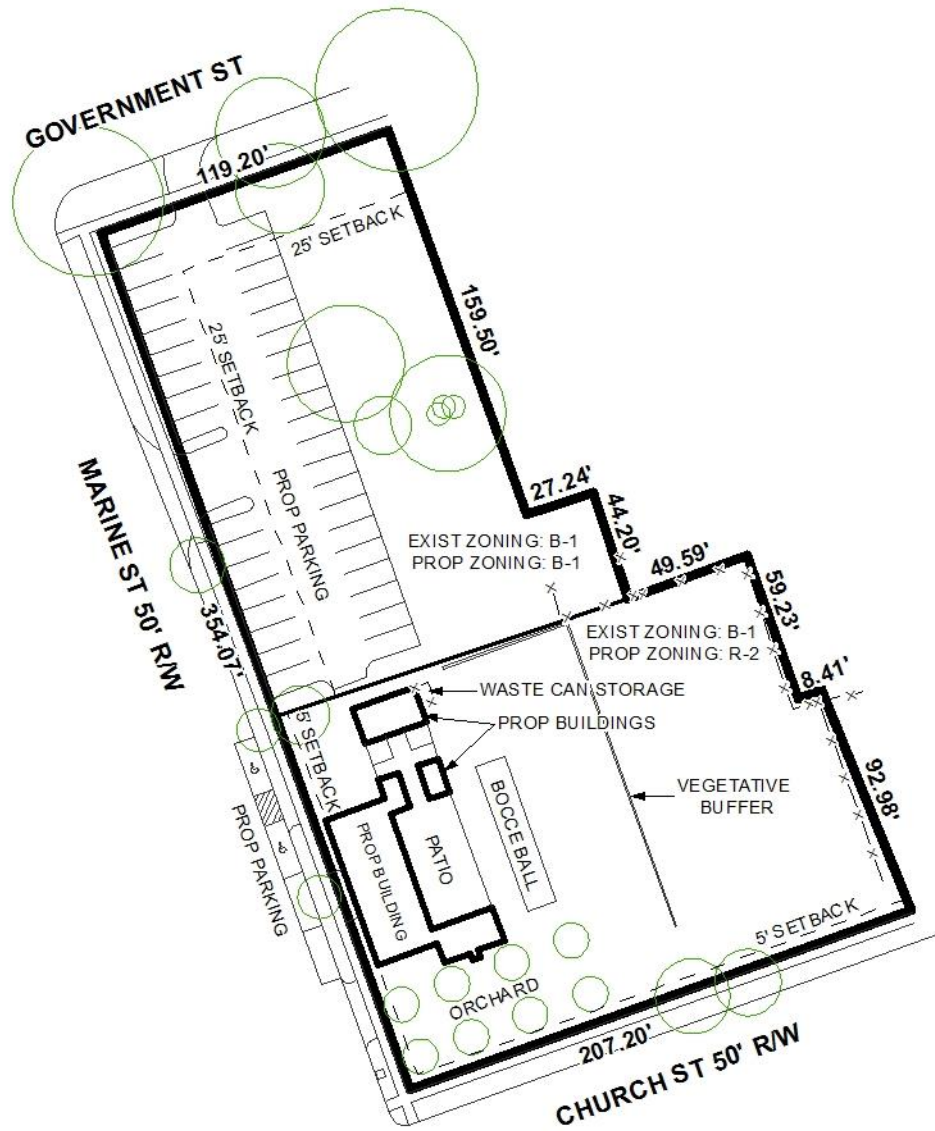 GOVERNMENT ST
119.20'
25' SETBACK
159.50'
25' SETBACK
PROP PARKING
MARINE ST 50' R/W
354.07'
27.24'
44.20'
EXIST ZONING: B-1
PROP ZONING: B-1
49.59'
59.23'
EXIST ZONING: B-1
PROP ZONING: R-2
8.41'
WASTE CAN STORAGE
PROP BUILDINGS
5' SETBACK
VEGETATIVE
BUFFER
92.98'
PROP PARKING
PROP BUILDING
PATIO
BOCCE BALL
5' SETBACK
ORCHARD
207.20'
CHURCH ST 50' R/W